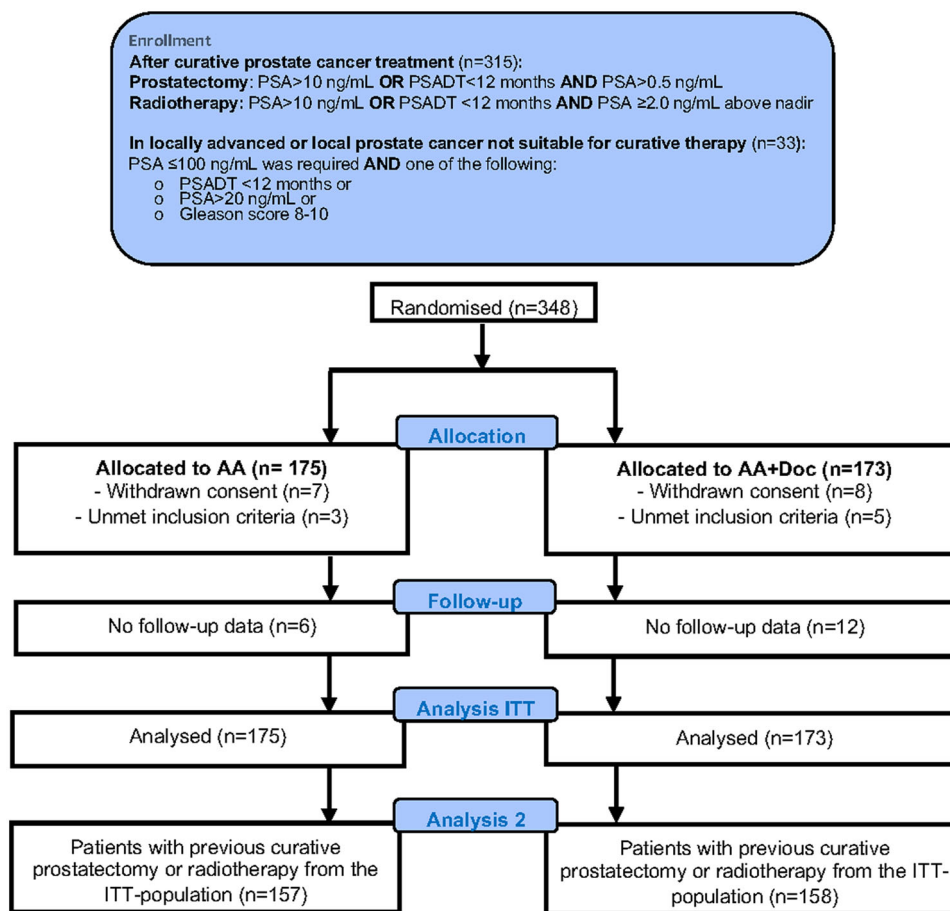 Enrollment
After curative prostate cancer treatment (n=315):
Prostatectomy: PSA>10 ng/mL OR PSADT<12 months AND PSA>0.5 ng/mL
Radiotherapy: PSA>10 ng/mL OR PSADT <12 months AND PSA ≥2.0 ng/mL above nadir
In locally advanced or local prostate cancer not suitable for curative therapy (n=33):
PSA ≤100 ng/mL was required AND one of the following:
o PSADT <12 months or
o PSA>20 ng/mL or
o Gleason score 8-10
Randomised (n=348)
Allocation
Allocated to AA (n= 175)
- Withdrawn consent (n=7)
- Unmet inclusion criteria (n=3)
Allocated to AA+Doc (n=173)
- Withdrawn consent (n=8)
- Unmet inclusion criteria (n=5)
Follow-up
No follow-up data (n=6)
No follow-up data (n=12)
Analysis ITT
Analysed (n=175)
Analysed (n=173)
Analysis 2
Patients with previous curative
prostatectomy or radiotherapy from the
ITT-population (n=157)
Patients with previous curative
prostatectomy or radiotherapy from the ITT-
population (n=158)